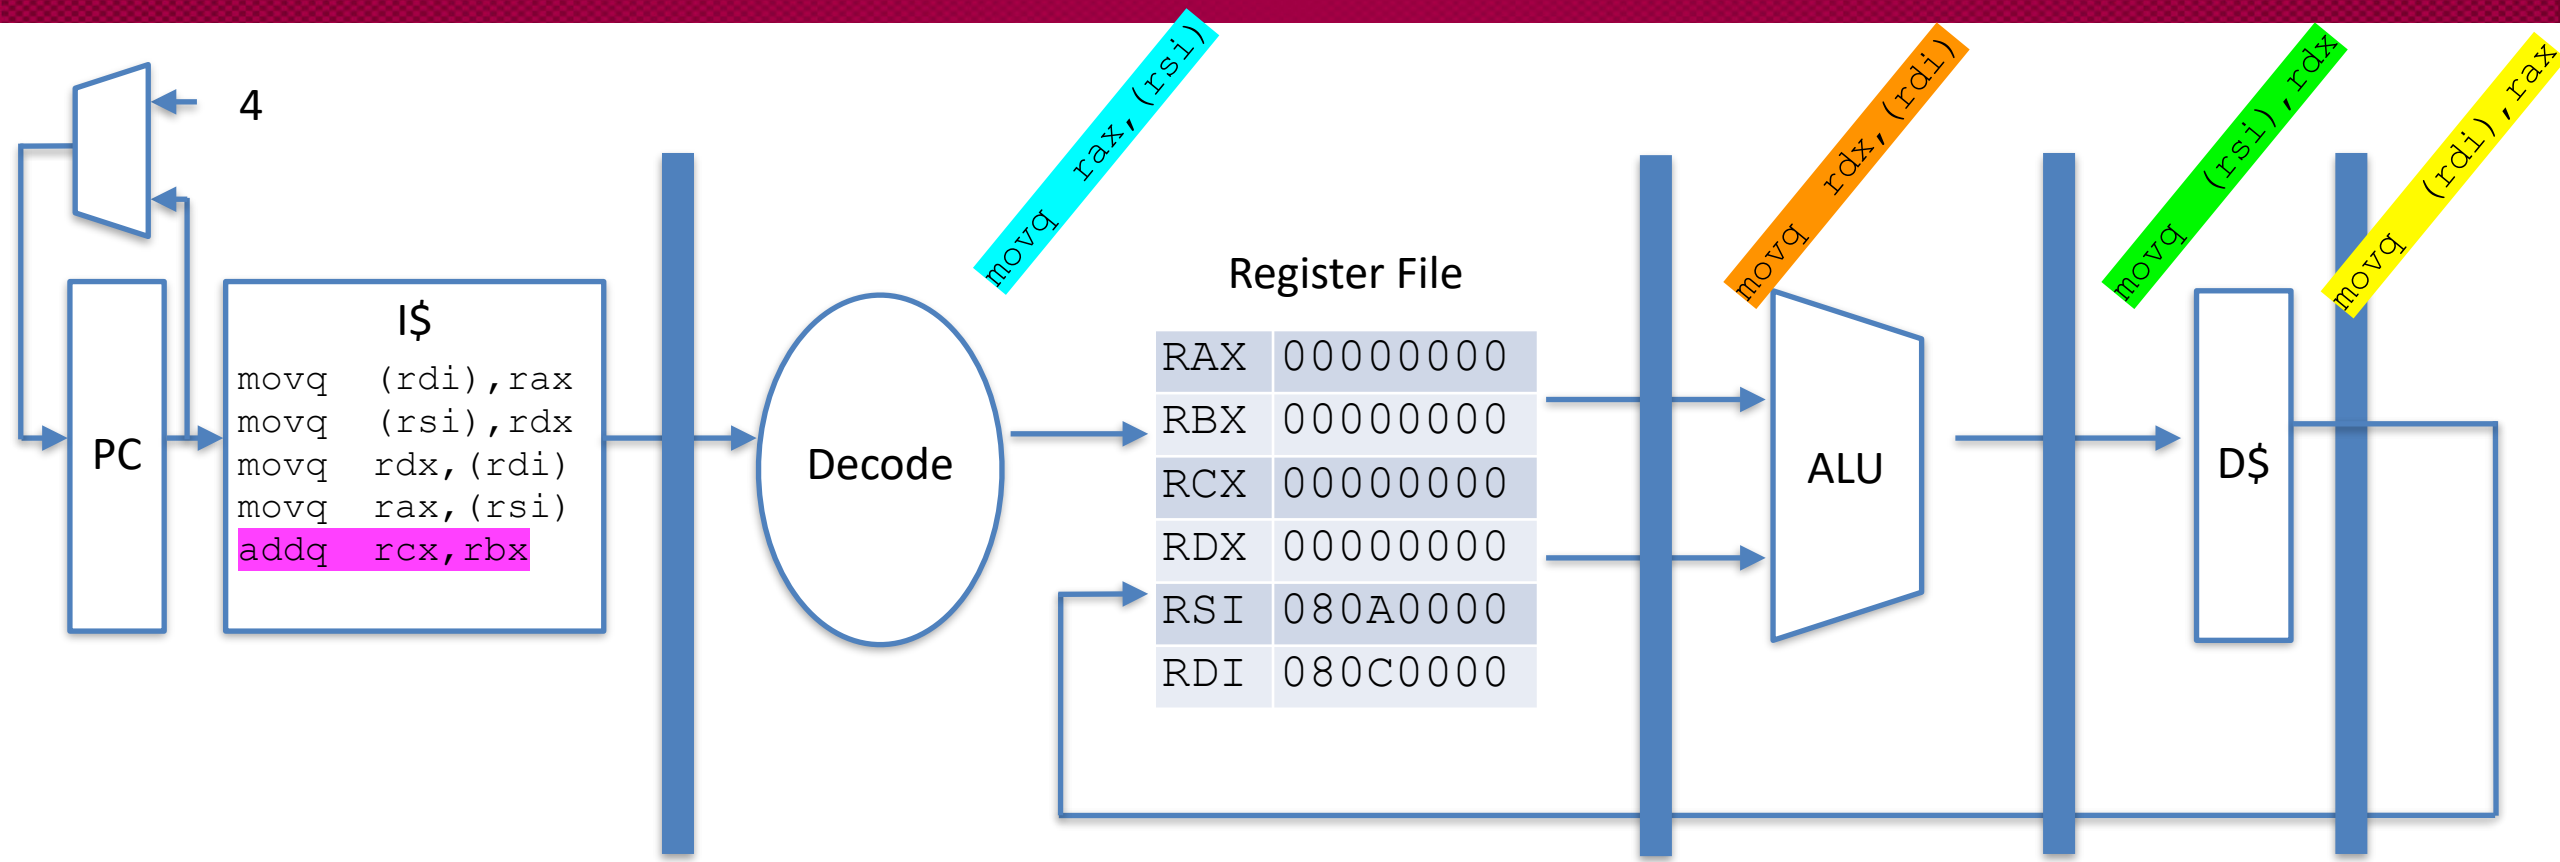 4
movq rax,(rsi)
movq rdx,(rdi)
movq (rsi),rdx
movq (rdi),rax
PC
I$
movq (rdi),rax
movq (rsi),rdx
movq rdx,(rdi)
movq rax,(rsi)
addq rcx,rbx
Decode
Register File
RAX 00000000
RBX 00000000
RCX 00000000
RDX 00000000
RSI 080A0000
RDI 080C0000
ALU
D$